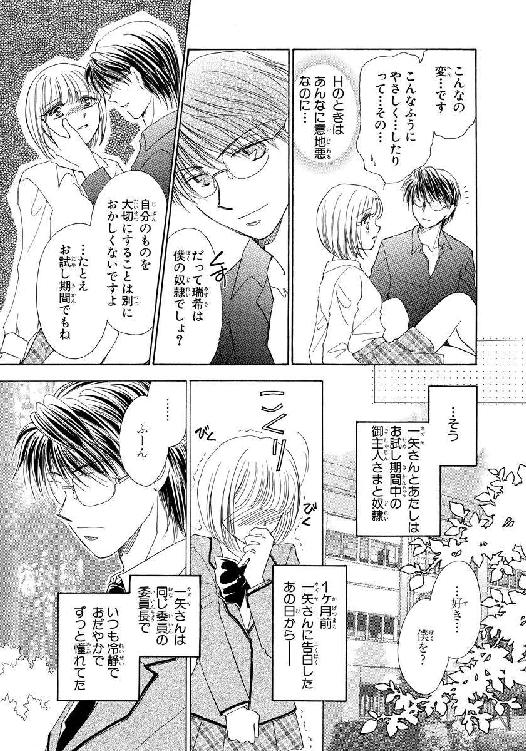 こんなの
変…です
こんなふうに
やさしく…したり
って…その…
Hのときは
あんなに意地悪
なのに…
だって瑞希は
僕の奴隷でしょ?
くす
自分のものを
大切にすることは別に
おかしくないですよ
…たとえ
お試し期間でもね
…そう
一矢さんとあたしは
お試し期間中の
御主人さまと奴隷
…好き…
僕を?
1ヶ月前
一矢さんに告白した
あの日から――
びく
びく
…ふーん
一矢さんは
同じ委員の
委員長で
いつも冷静で
あだやかで
ずっと憧れてた